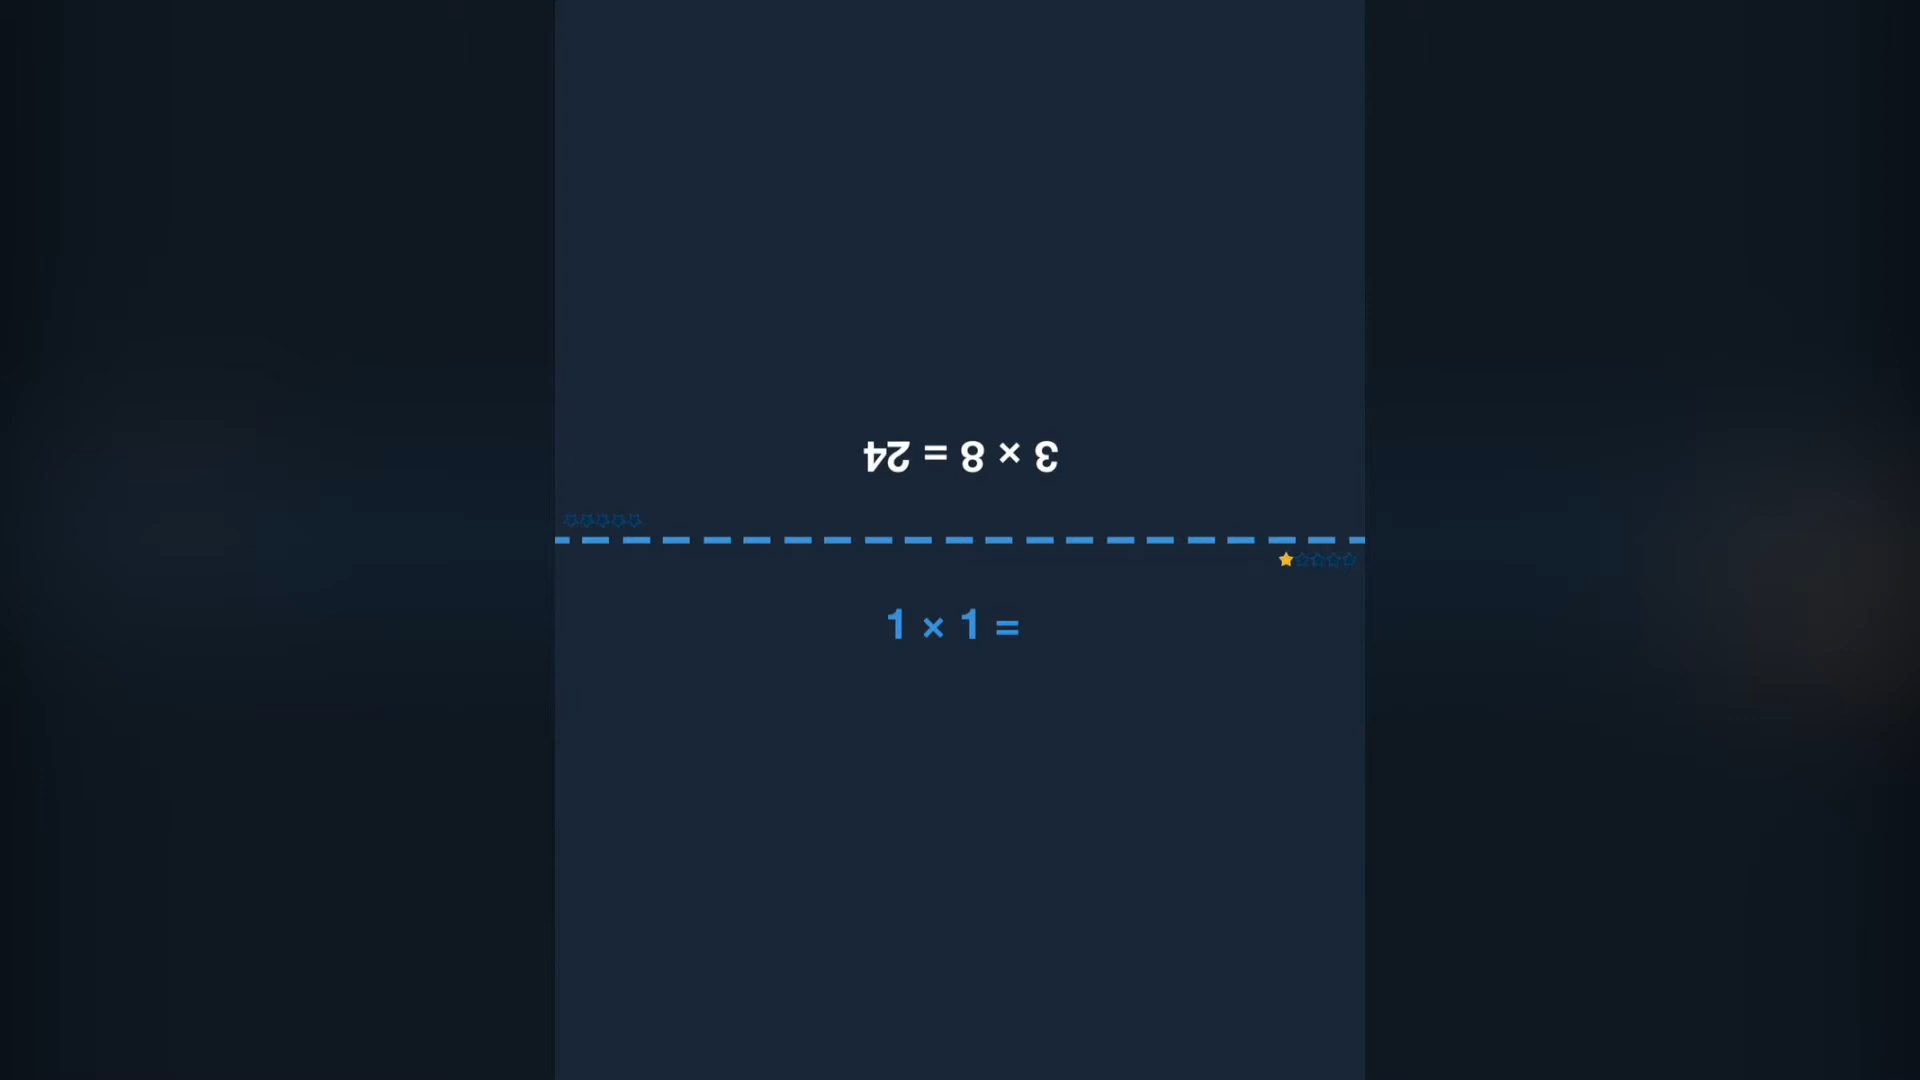 3 × 8 = 24
1 × 1 =